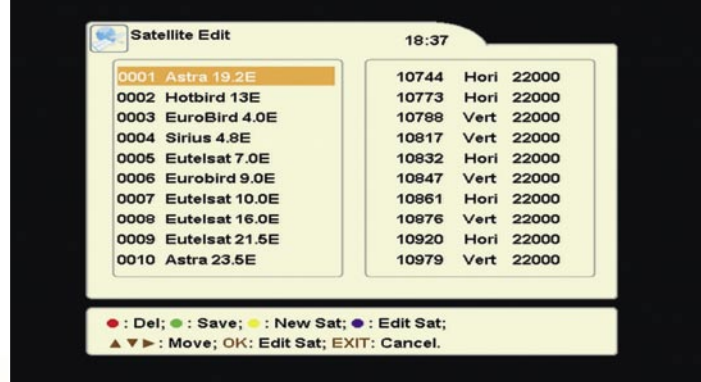 Satellite Edit 18:37
0001 Astra 19.2E 10744 Hori 22000
0002 Hotbird 13E 10773 Hori 22000
0003 EuroBird 4.0E 10788 Vert 22000
0004 Sirius 4.8E 10817 Vert 22000
0005 Eutelsat 7.0E 10832 Hori 22000
0006 Eurobird 9.0E 10847 Vert 22000
0007 Eutelsat 10.0E 10861 Hori 22000
0008 Eutelsat 16.0E 10876 Vert 22000
0009 Eutelsat 21.5E 10920 Hori 22000
0010 Astra 23.5E 10979 Vert 22000
: Del; : Save; : New Sat; : Edit Sat;
▲ ▼ ► : Move; OK: Edit Sat; EXIT: Cancel.